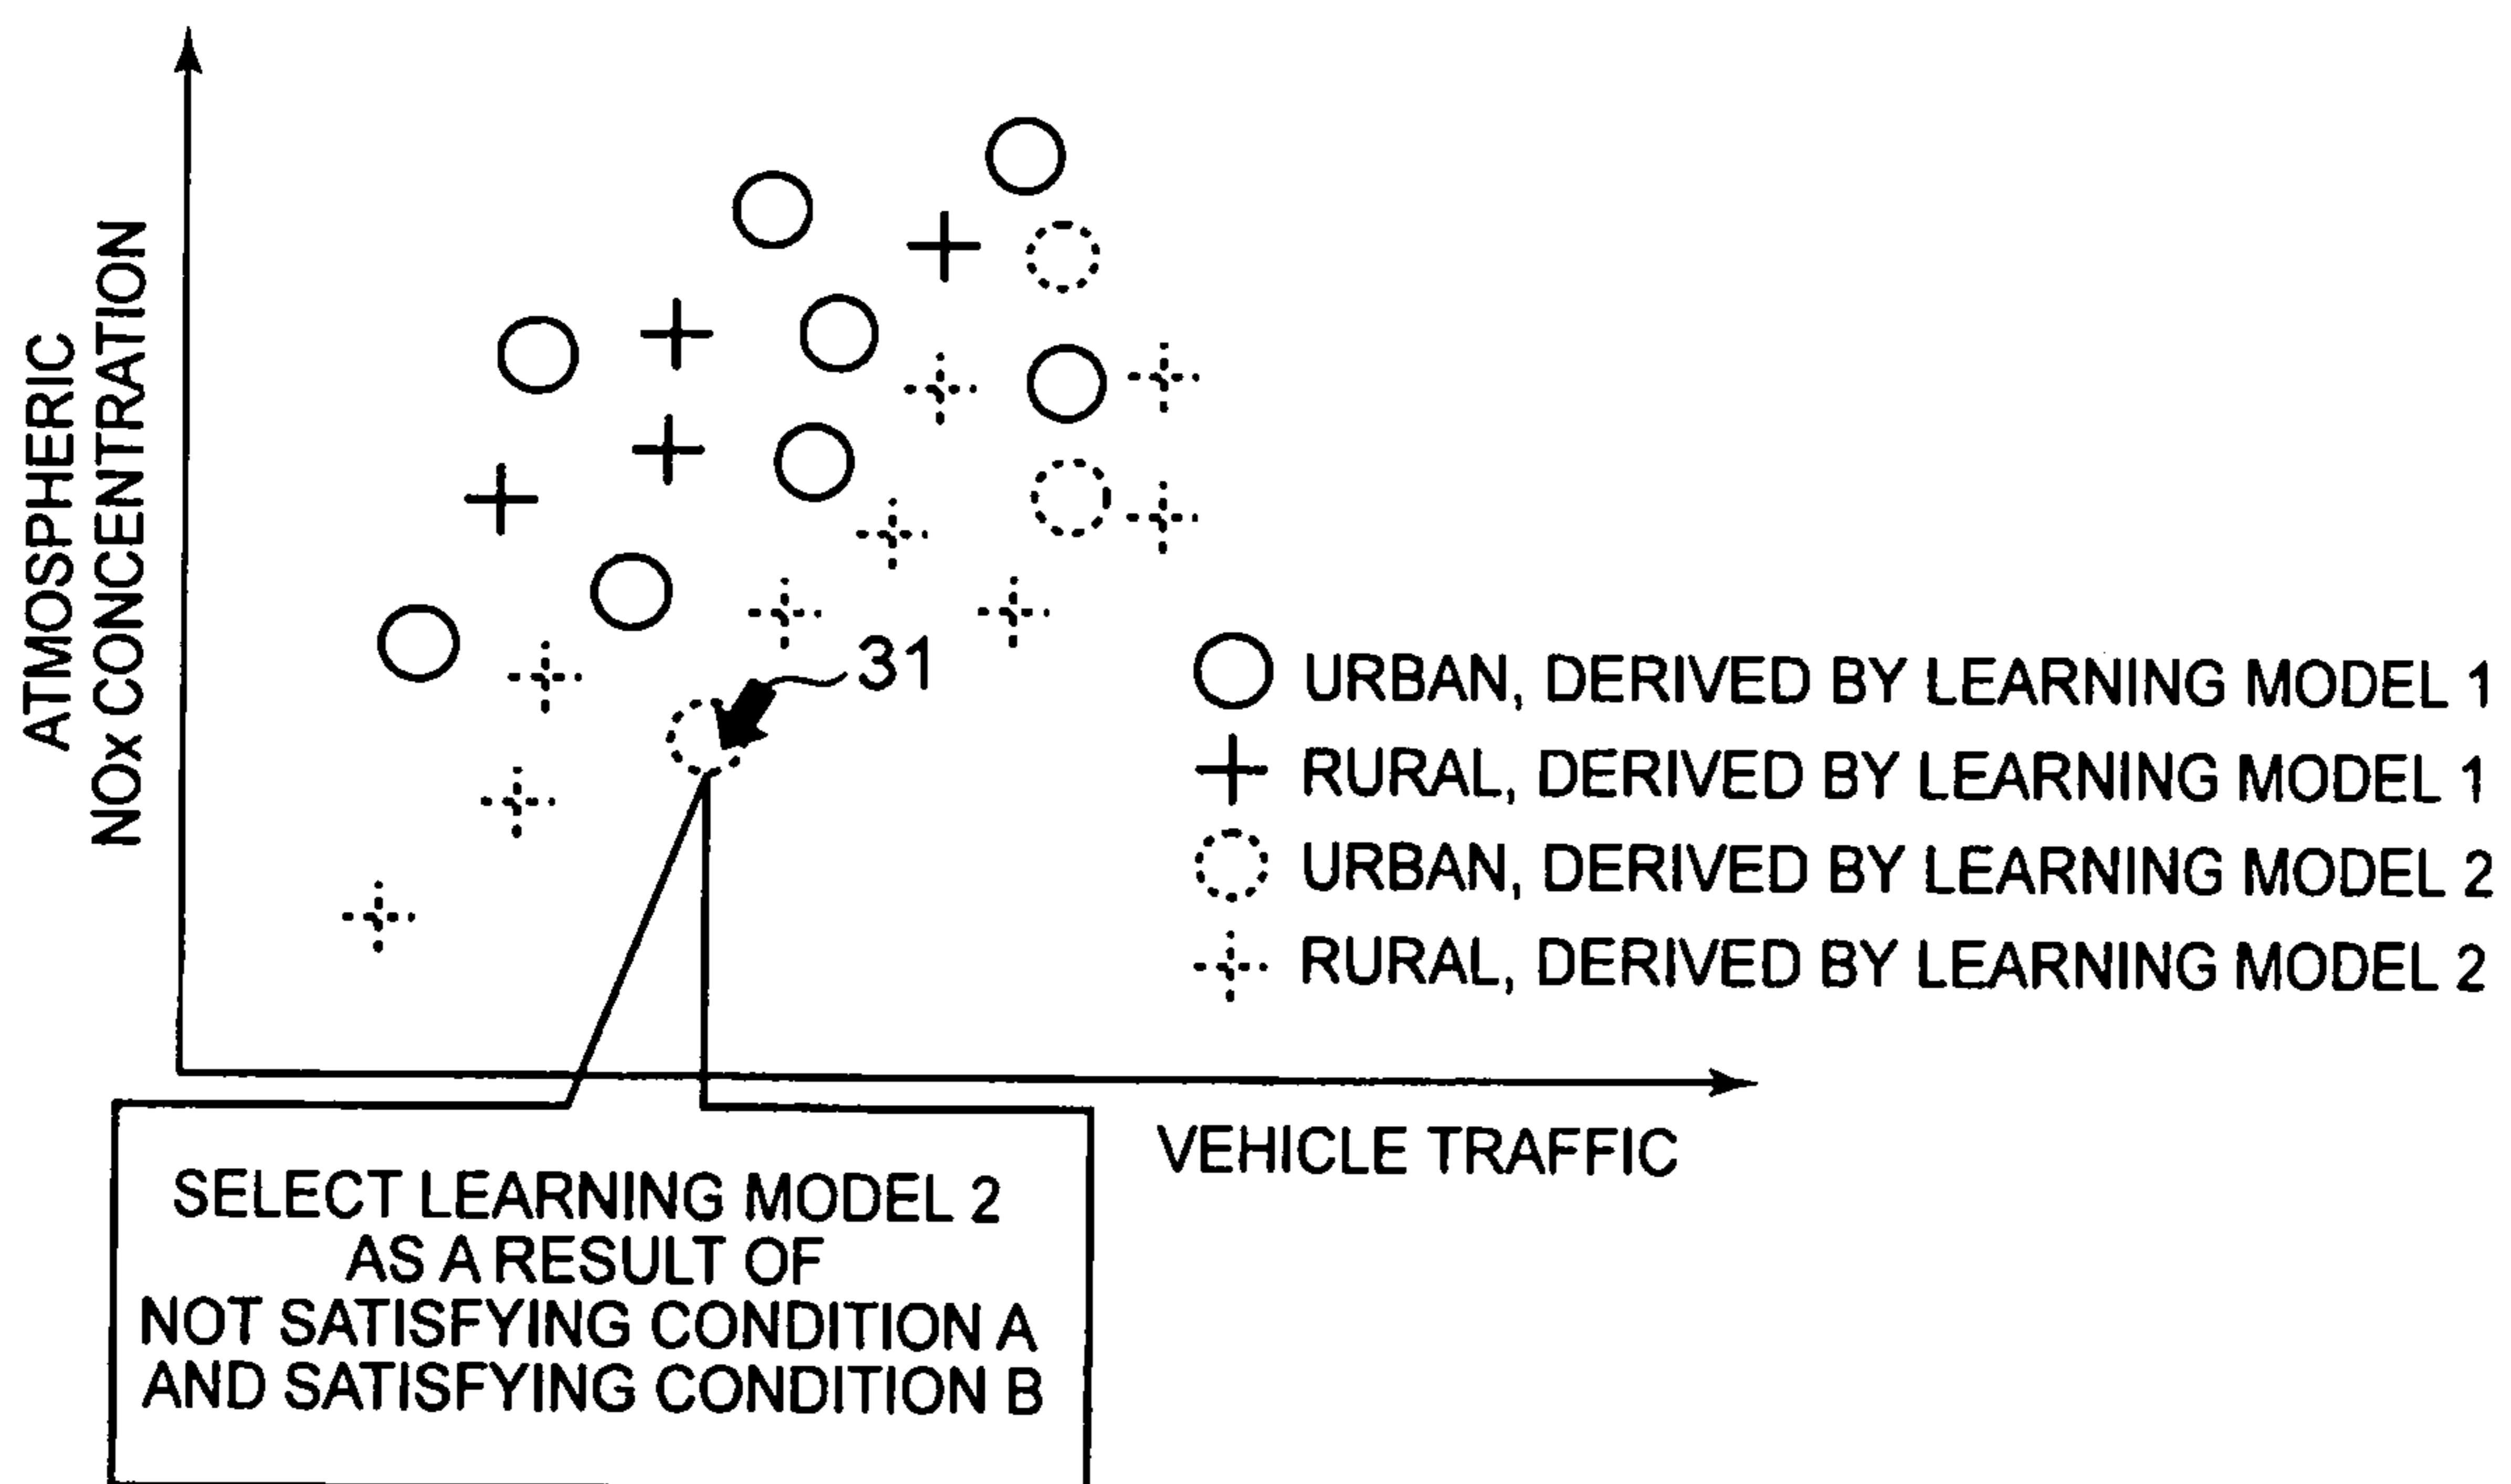 ATMOSPHERIC
NOx CONCENTRATION
31
URBAN, DERIVED BY LEARNING MODEL 1
RURAL, DERIVED BY LEARNING MODEL 1
URBAN, DERIVED BY LEARNING MODEL 2
RURAL, DERIVED BY LEARNING MODEL 2
VEHICLE TRAFFIC
SELECT LEARNING MODEL 2
AS A RESULT OF
NOT SATISFYING CONDITION A
AND SATISFYING CONDITION B